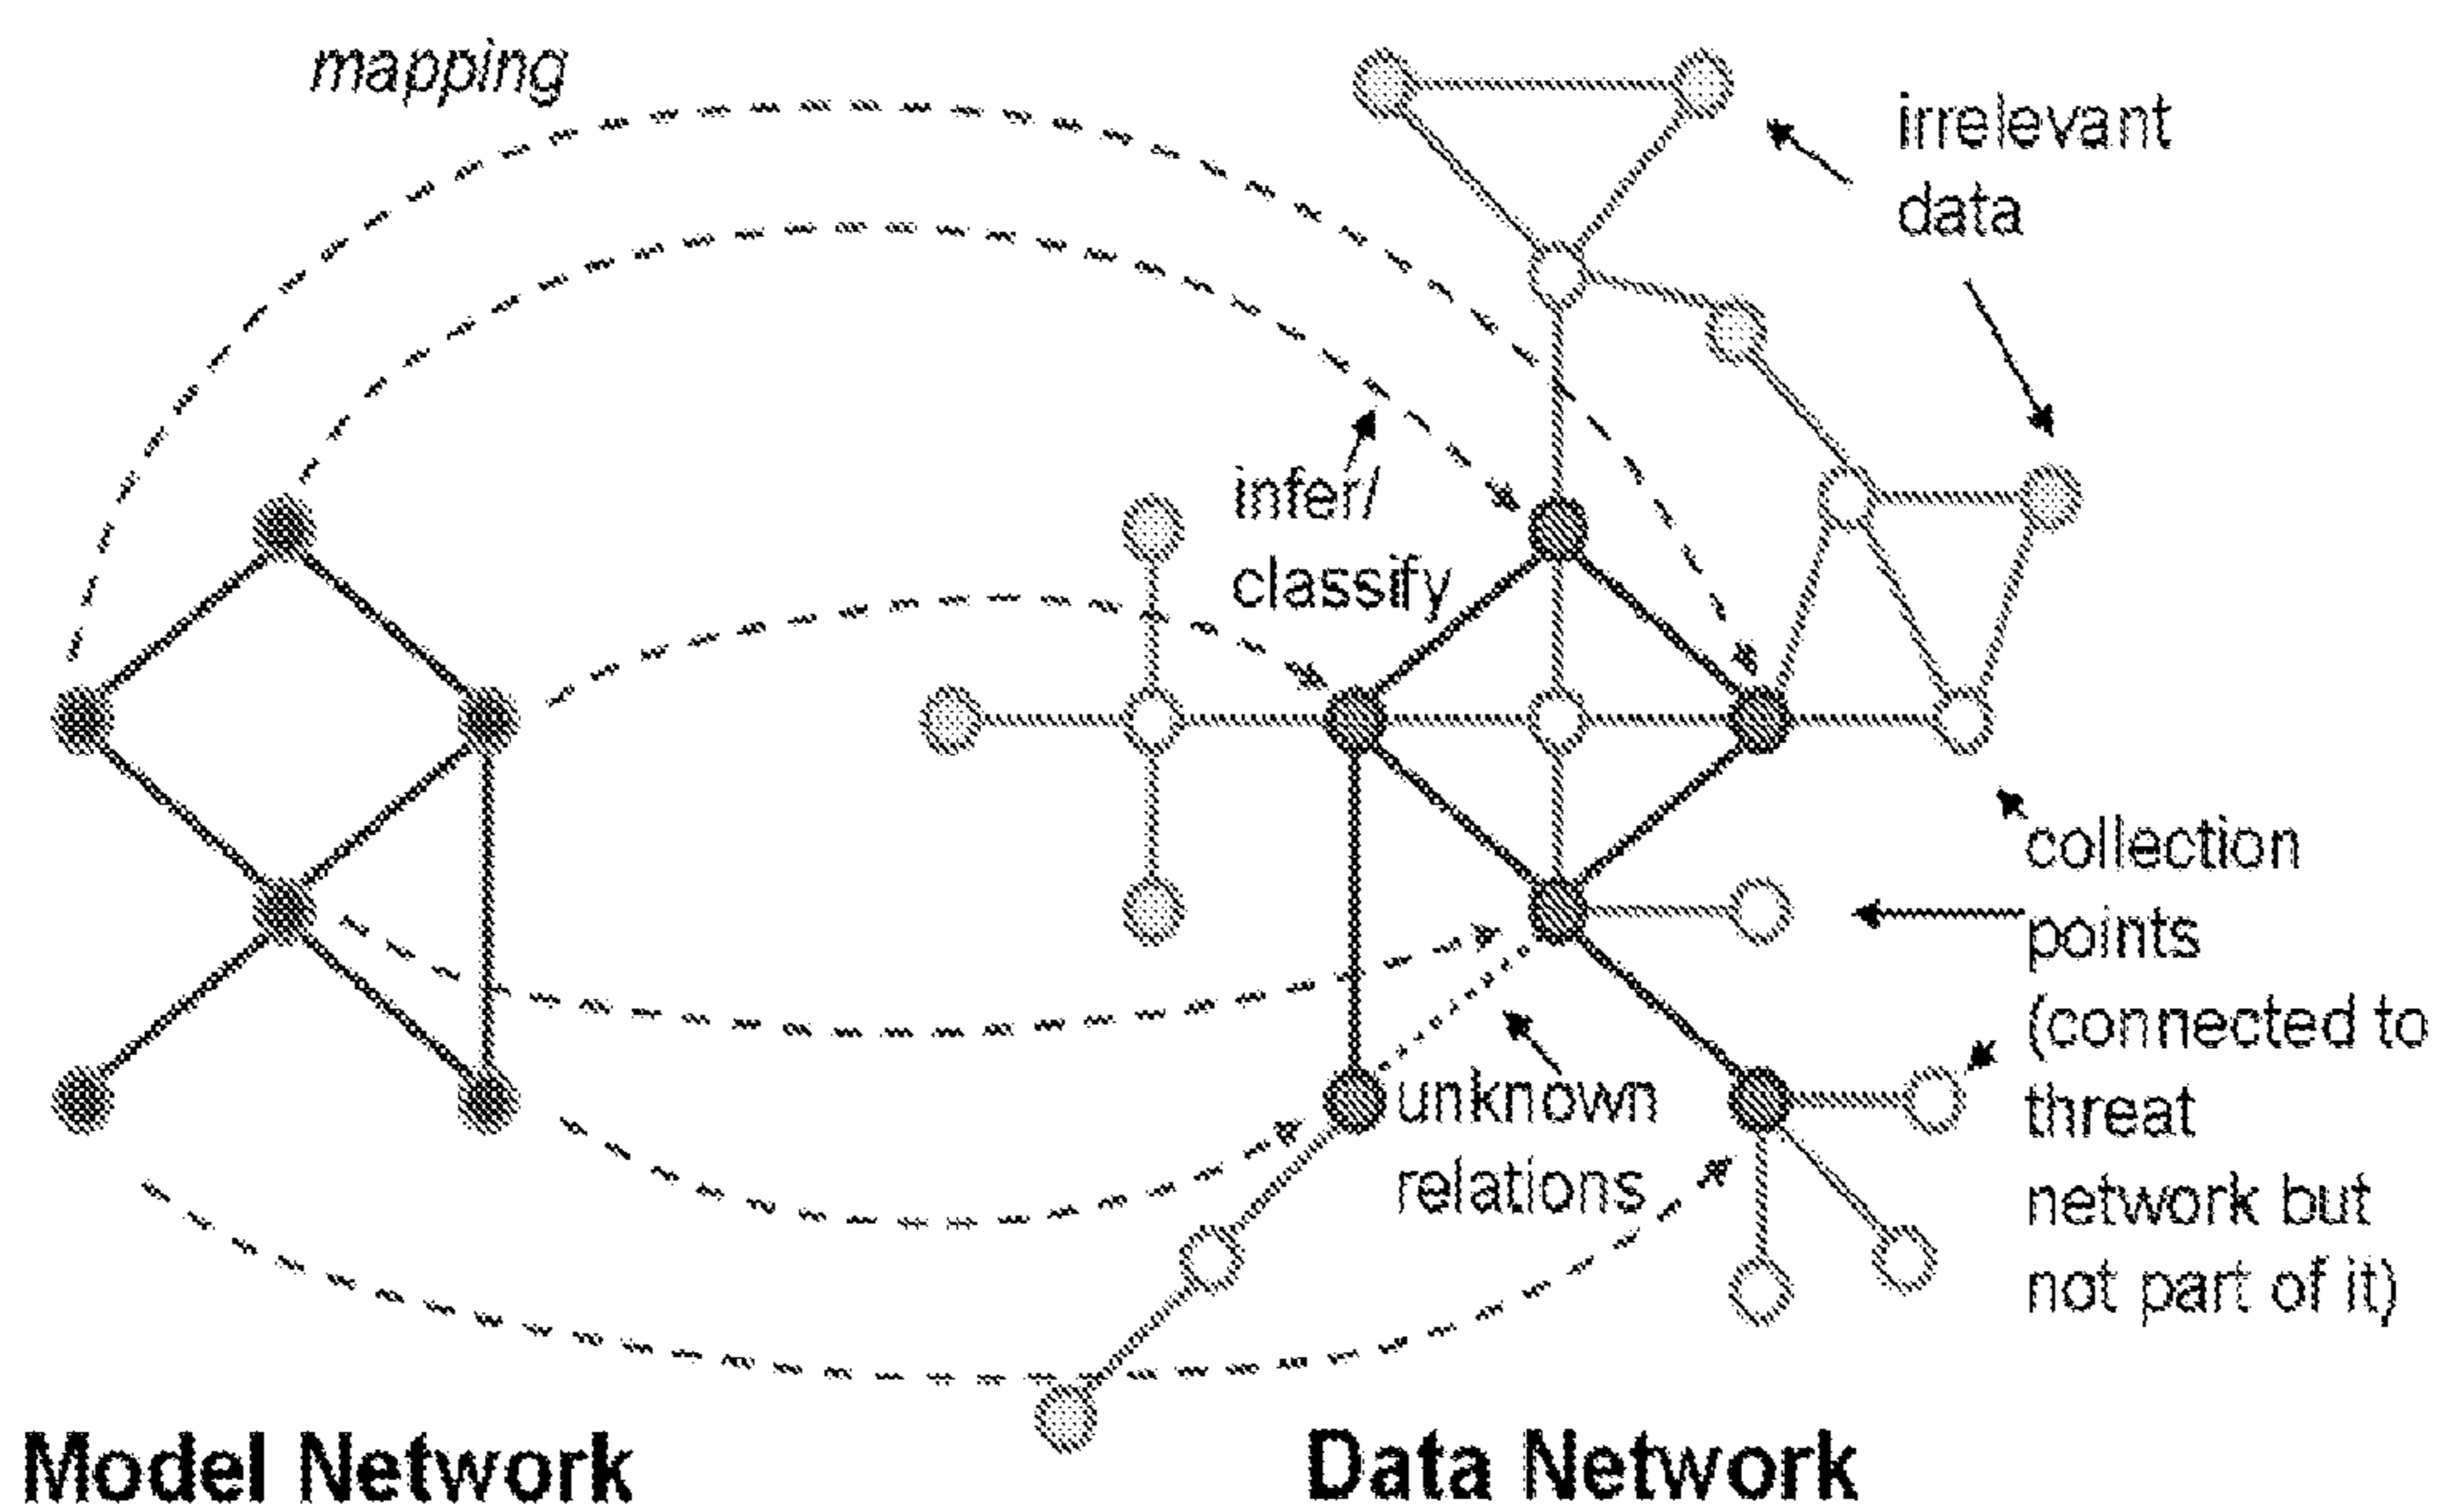 mapping
irrelevant
data
infer/
classify
collection
points
(connected to
threat
network but
not part of it)
unknown
relations
Model Network
Data Network